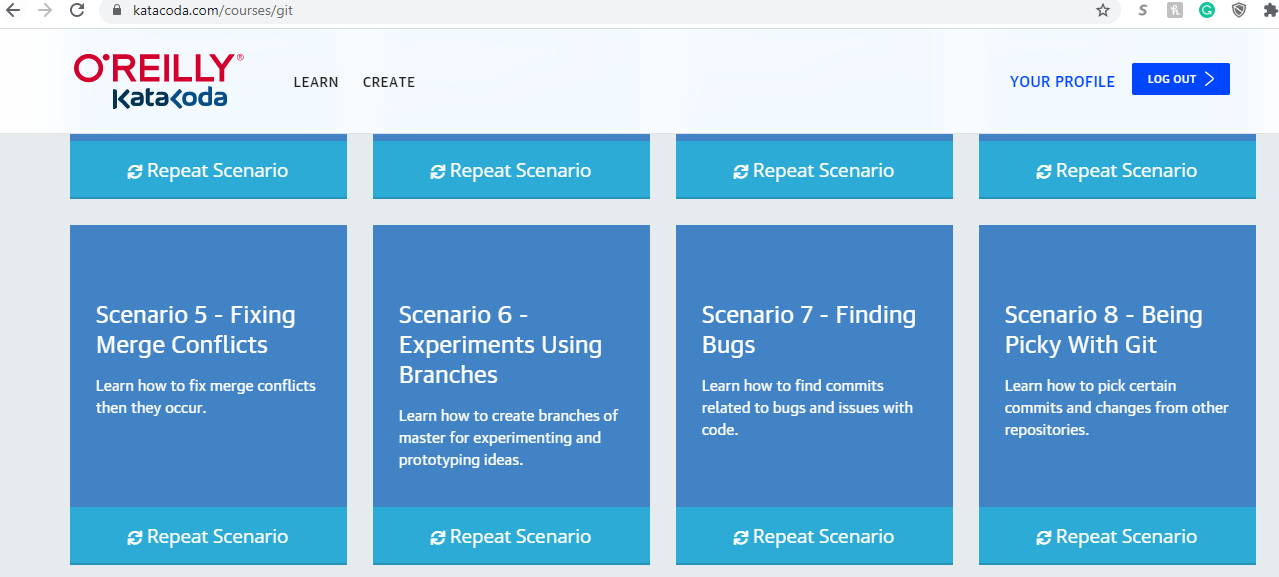 katacoda.com/courses/git
O'REILLY®
Katacoda
LEARN
CREATE
YOUR PROFILE
LOG OUT
Repeat Scenario
Repeat Scenario
Repeat Scenario
Repeat Scenario
Scenario 5 - Fixing
Merge Conflicts
Learn how to fix merge conflicts
then they occur.
Repeat Scenario
Scenario 6 -
Experiments Using
Branches
Learn how to create branches of
master for experimenting and
prototyping ideas.
Repeat Scenario
Scenario 7 - Finding
Bugs
Learn how to find commits
related to bugs and issues with
code.
Repeat Scenario
Scenario 8 - Being
Picky With Git
Learn how to pick certain
commits and changes from other
repositories.
Repeat Scenario